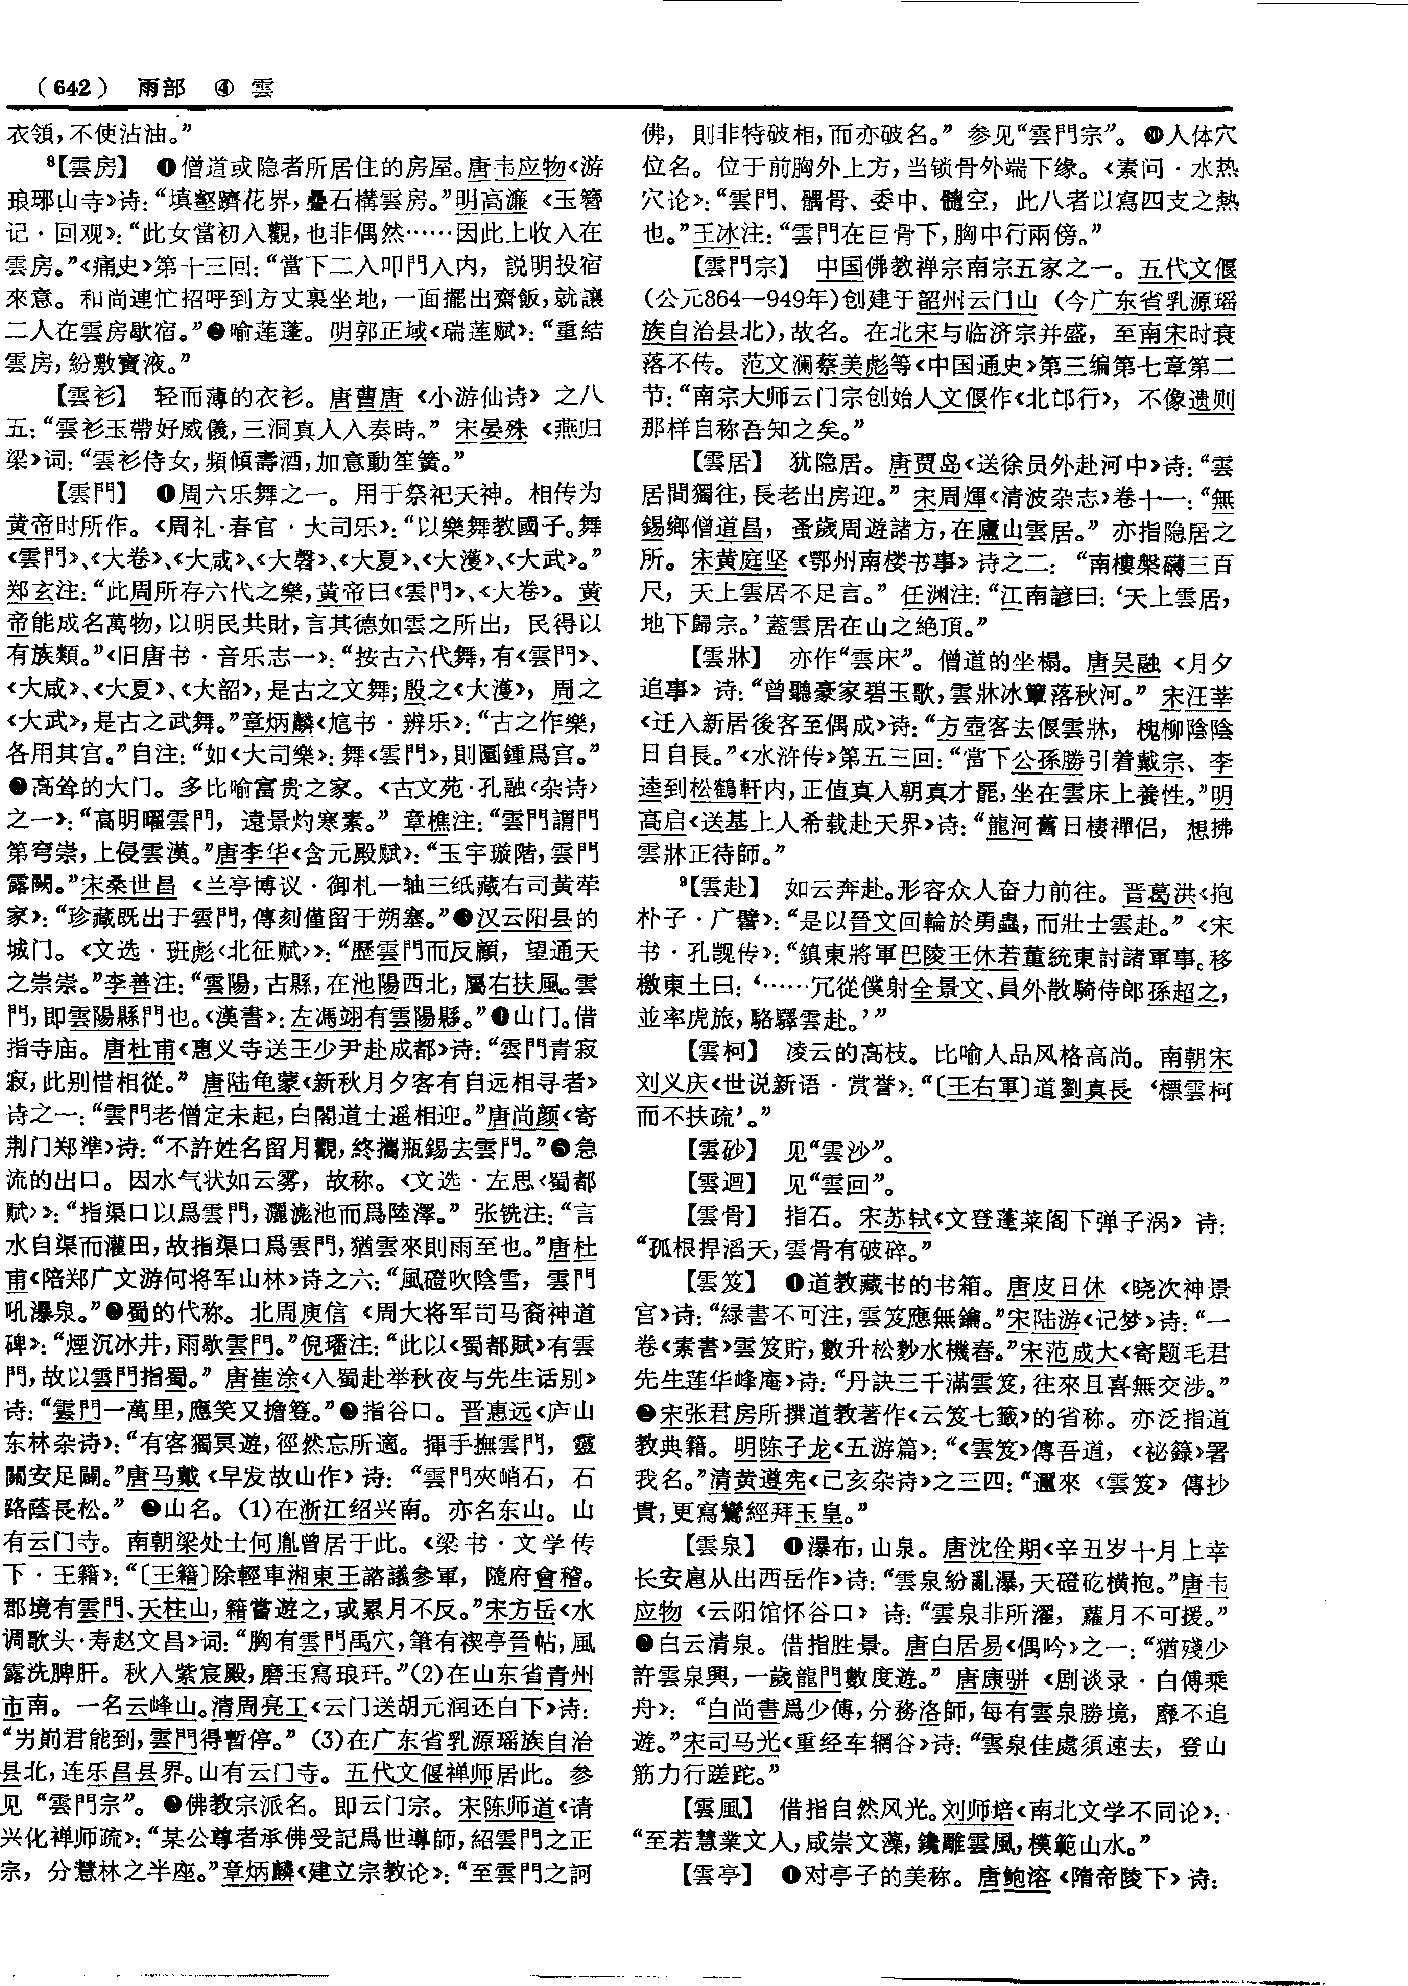 （642） 雨部 ④ 雲
衣領，不使沾油。”
⁸【雲房】 ❶僧道或隐者所居住的房屋。唐韦应物《游
琅琊山寺》诗：“填壑躋花界，疊石構雲房。”明高濂《玉簪
记·回观》：“此女當初入觀，也非偶然……因此上收入在
雲房。”《痛史》第十三回：“當下二人叩門入内，説明投宿
來意。和尚連忙招呼到方丈裏坐地，一面擺出齋飯，就讓
二人在雲房歇宿。”❷喻莲蓬。明郭正域《瑞莲赋》：“重結
雲房，紛敷寶液。”
【雲衫】 轻而薄的衣衫。唐曹唐《小游仙诗》之八
五：“雲衫玉帶好威儀，三洞真人入奏時。”宋晏殊《燕归
梁》词：“雲衫侍女，頻傾壽酒，加意動笙簧。”
【雲門】 ❶周六乐舞之一。用于祭祀天神。相传为
黄帝时所作。《周礼·春官·大司乐》：“以樂舞教國子。舞
《雲門》、《大卷》、《大咸》、《大磬》、《大夏》、《大濩》、《大武》。”
郑玄注：“此周所存六代之樂，黄帝曰《雲門》、《大卷》。黄
帝能成名萬物，以明民共財，言其德如雲之所出，民得以
有族類。”《旧唐书·音乐志一》：“按古六代舞，有《雲門》、
《大咸》、《大夏》、《大韶》，是古之文舞；殷之《大濩》，周之
《大武》，是古之武舞。”章炳麟《訄书·辨乐》：“古之作樂，
各用其宫。”自注：“如《大司樂》：舞《雲門》，則圜鍾爲宫。”
❷高耸的大门。多比喻富贵之家。《古文苑·孔融〈杂诗〉
之一》：“高明曜雲門，遠景灼寒素。”章樵注：“雲門謂門
第穹崇，上侵雲漢。”唐李华《含元殿赋》：“玉宇璇階，雲門
露闕。”宋桑世昌《兰亭博议·御札一轴三纸藏右司黄荦
家》：“珍藏既出于雲門，傳刻僅留于朔塞。”❸汉云阳县的
城门。《文选·班彪〈北征赋〉》：“歷雲門而反顧，望通天
之崇崇。”李善注：“雲陽，古縣，在池陽西北，屬右扶風。雲
門，即雲陽縣門也。《漢書》：左馮翊有雲陽縣。”❹山门。借
指寺庙。唐杜甫《惠义寺送王少尹赴成都》诗：“雲門青寂
寂，此别惜相從。”唐陆龟蒙《新秋月夕客有自远相寻者》
诗之一：“雲門老僧定未起，白閣道士遥相迎。”唐尚颜《寄
荆门郑準》诗：“不許姓名留月觀，終攜瓶錫去雲門。”❺急
流的出口。因水气状如云雾，故称。《文选·左思〈蜀都
赋〉》：“指渠口以爲雲門，灑滮池而爲陸澤。”张铣注：“言
水自渠而灌田，故指渠口爲雲門，猶雲來則雨至也。”唐杜
甫《陪郑广文游何将军山林》诗之六：“風磴吹陰雪，雲門
吼瀑泉。”❻蜀的代称。北周庾信《周大将军司马裔神道
碑》：“煙沉冰井，雨歇雲門。”倪璠注：“此以《蜀都賦》有雲
門，故以雲門指蜀。”唐崔涂《入蜀赴举秋夜与先生话别》
诗：“雲門一萬里，應笑又擔簦。”❼指谷口。晋惠远《庐山
东林杂诗》：“有客獨冥遊，徑然忘所適。揮手撫雲門，靈
關安足闢。”唐马戴《早发故山作》诗：“雲門夾峭石，石
路蔭長松。”❽山名。(1)在浙江绍兴南。亦名东山。山
有云门寺。南朝梁处士何胤曾居于此。《梁书·文学传
下·王籍》：“〔王籍〕除輕車湘東王諮議參軍，隨府會稽。
郡境有雲門、天柱山，籍嘗遊之，或累月不反。”宋方岳《水
调歌头·寿赵文昌》词：“胸有雲門禹穴，筆有禊亭晉帖，風
露洗脾肝。秋入紫宸殿，磨玉寫琅玕。”(2)在山东省青州
市南。一名云峰山。清周亮工《云门送胡元润还白下》诗：
“岃崱君能到，雲門得暫停。”(3)在广东省乳源瑶族自治
县北，连乐昌县界。山有云门寺。五代文偃禅师居此。参
见“雲門宗”。❾佛教宗派名。即云门宗。宋陈师道《请
兴化禅师疏》：“某公尊者承佛受記爲世導師，紹雲門之正
宗，分慧林之半座。”章炳麟《建立宗教论》：“至雲門之訶
佛，則非特破相，而亦破名。”参见“雲門宗”。❿人体穴
位名。位于前胸外上方，当锁骨外端下缘。《素问·水热
穴论》：“雲門、髃骨、委中、髓空，此八者以寫四支之熱
也。”王冰注：“雲門在巨骨下，胸中行兩傍。”
【雲門宗】 中国佛教禅宗南宗五家之一。五代文偃
（公元864—949年）创建于韶州云门山（今广东省乳源瑶
族自治县北），故名。在北宋与临济宗并盛，至南宋时衰
落不传。范文澜蔡美彪等《中国通史》第三编第七章第二
节：“南宗大师云门宗创始人文偃作《北邙行》，不像遗则
那样自称吾知之矣。”
【雲居】 犹隐居。唐贾岛《送徐员外赴河中》诗：“雲
居閒獨往，長老出房迎。”宋周煇《清波杂志》卷十一：“無
錫鄉僧道昌，蚤歲周遊諸方，在廬山雲居。”亦指隐居之
所。宋黄庭坚《鄂州南楼书事》诗之二：“南樓槃礴三百
尺，天上雲居不足言。”任渊注：“江南諺曰：‘天上雲居，
地下歸宗。’蓋雲居在山之絶頂。”
【雲牀】 亦作“雲床”。僧道的坐榻。唐吴融《月夕
追事》诗：“曾聽豪家碧玉歌，雲牀冰簟落秋河。”宋汪莘
《迁入新居後客至偶成》诗：“方壺客去偃雲牀，槐柳陰陰
日自長。”《水浒传》第五三回：“當下公孫勝引着戴宗、李
逵到松鶴軒内，正值真人朝真才罷，坐在雲床上養性。”明
高启《送基上人希载赴天界》诗：“龍河舊日棲禪侣，想拂
雲牀正待師。”
⁹【雲赴】 如云奔赴。形容众人奋力前往。晋葛洪《抱
朴子·广譬》：“是以晉文回輪於勇蟲，而壯士雲赴。”《宋
书·孔觊传》：“鎮東將軍巴陵王休若董統東討諸軍事。移
檄東土曰：‘……冗從僕射全景文、員外散騎侍郎孫超之，
並率虎旅，駱驛雲赴。’”
【雲柯】 凌云的高枝。比喻人品风格高尚。南朝宋
刘义庆《世说新语·赏誉》：“〔王右軍〕道劉真長‘標雲柯
而不扶疏’。”
【雲砂】 见“雲沙”。
【雲迴】 见“雲回”。
【雲骨】 指石。宋苏轼《文登蓬莱阁下弹子涡》诗：
“孤根捍滔天，雲骨有破碎。”
【雲笈】 ❶道教藏书的书箱。唐皮日休《晓次神景
宫》诗：“緑書不可注，雲笈應無鑰。”宋陆游《记梦》诗：“一
卷《素書》雲笈貯，數升松麨水機舂。”宋范成大《寄题毛君
先生莲华峰庵》诗：“丹訣三千滿雲笈，往來且喜無交涉。”
❷宋张君房所撰道教著作《云笈七籤》的省称。亦泛指道
教典籍。明陈子龙《五游篇》：“《雲笈》傳吾道，《祕籙》署
我名。”清黄遵宪《己亥杂诗》之三四：“邇來《雲笈》傳抄
貴，更寫鸞經拜玉皇。”
【雲泉】 ❶瀑布，山泉。唐沈佺期《辛丑岁十月上幸
长安扈从出西岳作》诗：“雲泉紛亂瀑，天磴矻横抱。”唐韦
应物《云阳馆怀谷口》诗：“雲泉非所濯，蘿月不可援。”
❷白云清泉。借指胜景。唐白居易《偶吟》之一：“猶殘少
許雲泉興，一歲龍門數度遊。”唐康骈《剧谈录·白傅乘
舟》：“白尚書爲少傅，分務洛師，每有雲泉勝境，靡不追
遊。”宋司马光《重经车辋谷》诗：“雲泉佳處須速去，登山
筋力行蹉跎。”
【雲風】 借指自然风光。刘师培《南北文学不同论》：
“至若慧業文人，咸崇文藻，鑱雕雲風，模範山水。”
【雲亭】 ❶对亭子的美称。唐鲍溶《隋帝陵下》诗：